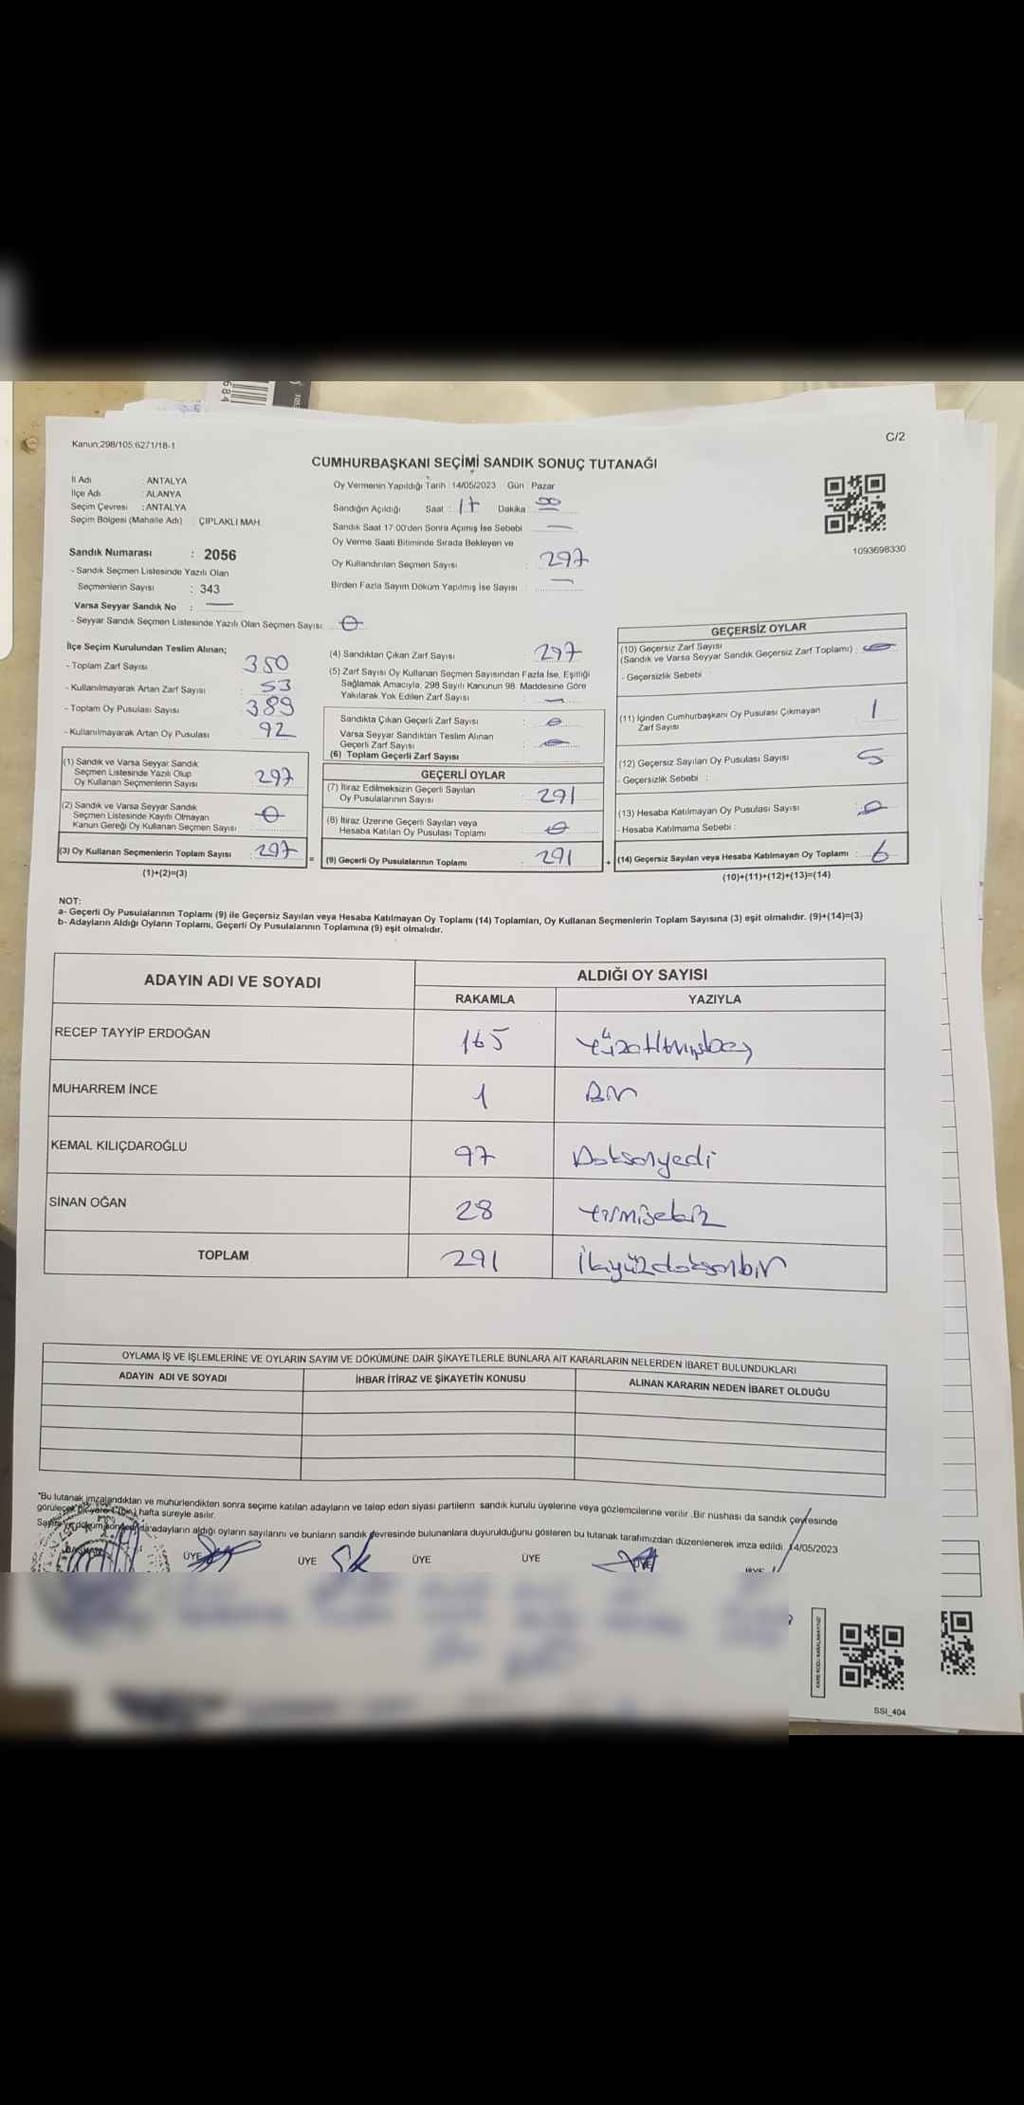 C/2
Kanun;298/105;6271/18-1
CUMHURBAŞKANI SEÇİMİ SANDIK SONUÇ TUTANAĞI
İl Adı : ANTALYA
İlçe Adı : ALANYA
Seçim Çevresi : ANTALYA
Seçim Bölgesi (Mahalle Adı) ÇIPLAKLI MAH.
Sandık Numarası : 2056
- Sandık Seçmen Listesinde Yazılı Olan
Seçmenlerin Sayısı : 343
Varsa Seyyar Sandık No : —
- Seyyar Sandık Seçmen Listesinde Yazılı Olan Seçmen Sayısı: 0
Oy Vermenin Yapıldığı Tarih : 14/05/2023 Gün : Pazar
Sandığın Açıldığı Saat : 17 Dakika : 00
Sandık Saat 17:00'den Sonra Açımış İse Sebebi —
Oy Verme Saati Bitiminde Sırada Bekleyen ve
Oy Kullandırılan Seçmen Sayısı : 297
Birden Fazla Sayım Döküm Yapılmış İse Sayısı : —
1093698330
İlçe Seçim Kurulundan Teslim Alınan;
- Toplam Zarf Sayısı : 350
- Kullanılmayarak Artan Zarf Sayısı : 53
- Toplam Oy Pusulası Sayısı : 389
- Kullanılmayarak Artan Oy Pusulası : 92
(1) Sandık ve Varsa Seyyar Sandık
Seçmen Listesinde Yazılı Olup
Oy Kullanan Seçmenlerin Sayısı : 297
(2) Sandık ve Varsa Seyyar Sandık
Seçmen Listesinde Kayıtlı Olmayan
Kanun Gereği Oy Kullanan Seçmen Sayısı : 0
(3) Oy Kullanan Seçmenlerin Toplam Sayısı : 297
(1)+(2)=(3)
(4) Sandıktan Çıkan Zarf Sayısı : 297
(5) Zarf Sayısı Oy Kullanan Seçmen Sayısından Fazla İse, Eşitliği
Sağlamak Amacıyla, 298 Sayılı Kanunun 98. Maddesine Göre
Yakılarak Yok Edilen Zarf Sayısı : —
Sandıkta Çıkan Geçerli Zarf Sayısı : 0
Varsa Seyyar Sandıktan Teslim Alınan
Geçerli Zarf Sayısı : 0
(6) Toplam Geçerli Zarf Sayısı
GEÇERLİ OYLAR
(7) İtiraz Edilmeksizin Geçerli Sayılan
Oy Pusulalarının Sayısı : 291
(8) İtiraz Üzerine Geçerli Sayılan veya
Hesaba Katılan Oy Pusulası Toplamı : 0
= (9) Geçerli Oy Pusulalarının Toplamı : 291
GEÇERSİZ OYLAR
(10) Geçersiz Zarf Sayısı
(Sandık ve Varsa Seyyar Sandık Geçersiz Zarf Toplamı) : 0
- Geçersizlik Sebebi :
(11) İçinden Cumhurbaşkanı Oy Pusulası Çıkmayan
Zarf Sayısı : 1
(12) Geçersiz Sayılan Oy Pusulası Sayısı : 5
- Geçersizlik Sebebi :
(13) Hesaba Katılmayan Oy Pusulası Sayısı : 0
- Hesaba Katılmama Sebebi :
+ (14) Geçersiz Sayılan veya Hesaba Katılmayan Oy Toplamı : 6
(10)+(11)+(12)+(13)=(14)
NOT:
a- Geçerli Oy Pusulalarının Toplamı (9) ile Geçersiz Sayılan veya Hesaba Katılmayan Oy Toplamı (14) Toplamları, Oy Kullanan Seçmenlerin Toplam Sayısına (3) eşit olmalıdır. (9)+(14)=(3)
b- Adayların Aldığı Oyların Toplamı, Geçerli Oy Pusulalarının Toplamına (9) eşit olmalıdır.
ADAYIN ADI VE SOYADI
ALDIĞI OY SAYISI
RAKAMLA YAZIYLA
RECEP TAYYİP ERDOĞAN 165 yüzaltmışbeş
MUHARREM İNCE 1 Bir
KEMAL KILIÇDAROĞLU 97 Doksanyedi
SİNAN OĞAN 28 yirmisekiz
TOPLAM 291 ikiyüzdoksanbir
OYLAMA İŞ VE İŞLEMLERİNE VE OYLARIN SAYIM VE DÖKÜMÜNE DAİR ŞİKAYETLERLE BUNLARA AİT KARARLARIN NELERDEN İBARET BULUNDUKLARI
ADAYIN ADI VE SOYADI İHBAR İTİRAZ VE ŞİKAYETİN KONUSU ALINAN KARARIN NEDEN İBARET OLDUĞU
*Bu tutanak imzalandıktan ve mühürlendikten sonra seçime katılan adayların ve talep eden siyasi partilerin sandık kurulu üyelerine veya gözlemcilerine verilir. Bir nüshası da sandık çevresinde
görülecek bir yere 1 (bir) hafta süreyle asılır.
Sayım ve döküm sonucunda adayların aldığı oyların sayılarını ve bunların sandık çevresinde bulunanlara duyurulduğunu gösteren bu tutanak tarafımızdan düzenlenerek imza edildi. 14/05/2023
BAŞKAN ÜYE ÜYE ÜYE ÜYE ÜYE
SSI_404